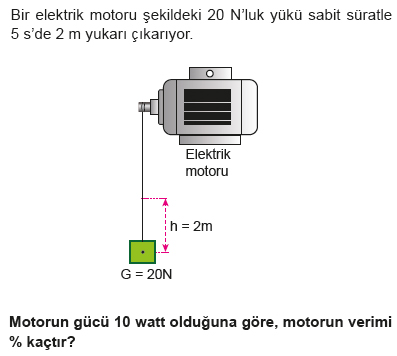 Bir elektrik motoru şekildeki 20 N'luk yükü sabit süratle
5 s'de 2 m yukarı çıkarıyor.
Elektrik
motoru
h = 2m
G = 20N
Motorun gücü 10 watt olduğuna göre, motorun verimi
% kaçtır?